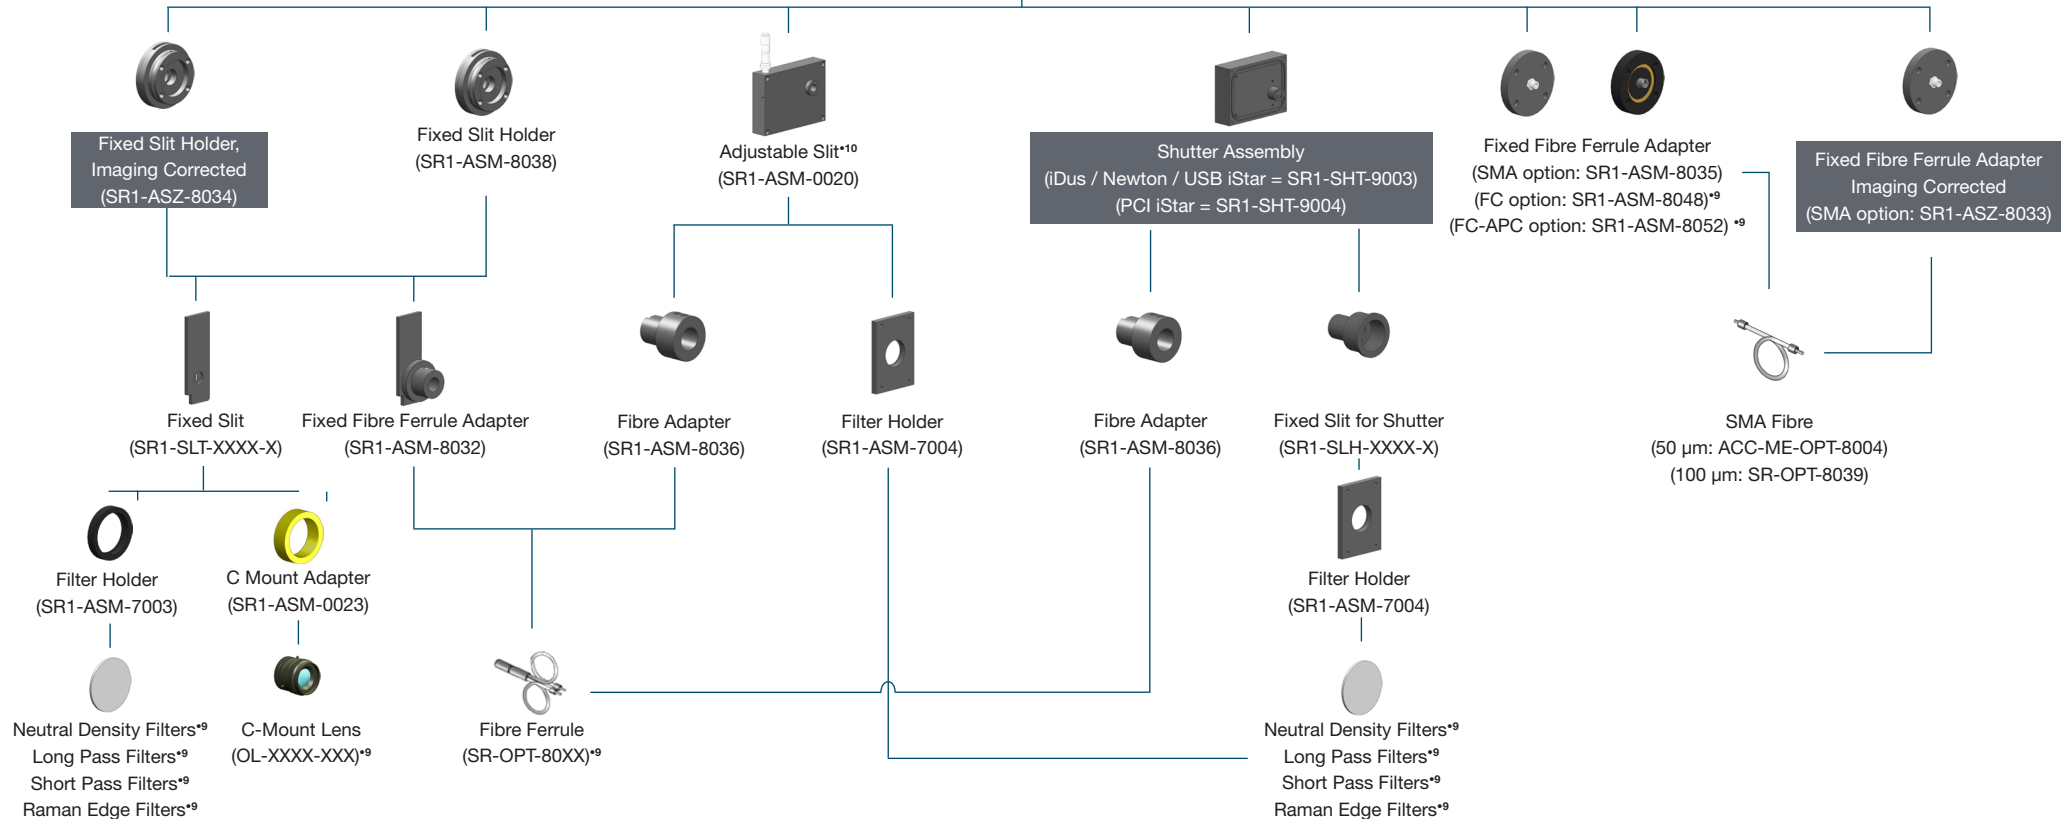 Fixed Slit Holder,
Imaging Corrected
(SR1-ASZ-8034)
Fixed Slit Holder
(SR1-ASM-8038)
Adjustable Slit•10
(SR1-ASM-0020)
Shutter Assembly
(iDus / Newton / USB iStar = SR1-SHT-9003)
(PCI iStar = SR1-SHT-9004)
Fixed Fibre Ferrule Adapter
(SMA option: SR1-ASM-8035)
(FC option: SR1-ASM-8048)•9
(FC-APC option: SR1-ASM-8052) •9
Fixed Fibre Ferrule Adapter
Imaging Corrected
(SMA option: SR1-ASZ-8033)
Fixed Slit
(SR1-SLT-XXXX-X)
Fixed Fibre Ferrule Adapter
(SR1-ASM-8032)
Fibre Adapter
(SR1-ASM-8036)
Filter Holder
(SR1-ASM-7004)
Fibre Adapter
(SR1-ASM-8036)
Fixed Slit for Shutter
(SR1-SLH-XXXX-X)
SMA Fibre
(50 µm: ACC-ME-OPT-8004)
(100 µm: SR-OPT-8039)
Filter Holder
(SR1-ASM-7003)
C Mount Adapter
(SR1-ASM-0023)
Filter Holder
(SR1-ASM-7004)
Neutral Density Filters•9
Long Pass Filters•9
Short Pass Filters•9
Raman Edge Filters•9
C-Mount Lens
(OL-XXXX-XXX)•9
Fibre Ferrule
(SR-OPT-80XX)•9
Neutral Density Filters•9
Long Pass Filters•9
Short Pass Filters•9
Raman Edge Filters•9